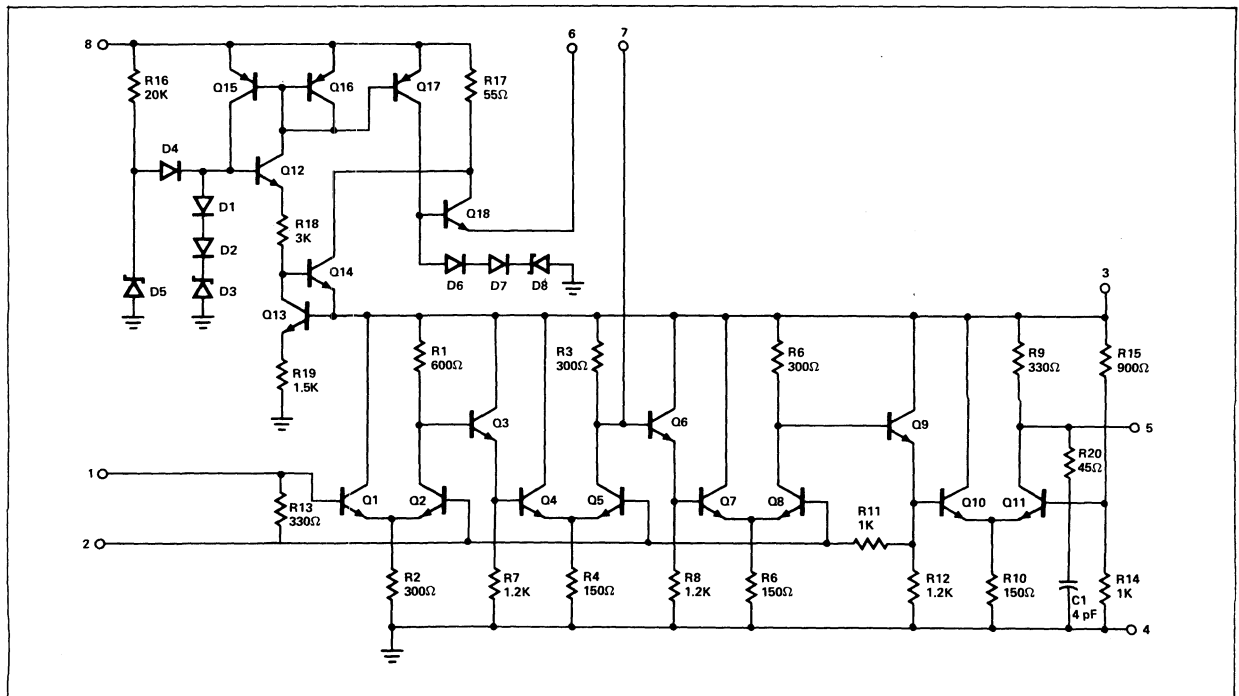 8
6
7
R16
20K
Q15
Q16
Q17
R17
55Ω
D4
Q12
D1
R18
3K
Q18
D2
Q14
D5
D3
D6
D7
D8
3
Q13
R1
600Ω
R3
300Ω
R6
300Ω
R9
330Ω
R15
900Ω
R19
1.5K
Q3
Q6
Q9
5
R20
45Ω
1
R13
330Ω
Q1
Q2
Q4
Q5
Q7
Q8
Q10
Q11
R11
1K
2
R2
300Ω
R7
1.2K
R4
150Ω
R8
1.2K
R6
150Ω
R12
1.2K
R10
150Ω
C1
4 pF
R14
1K
4